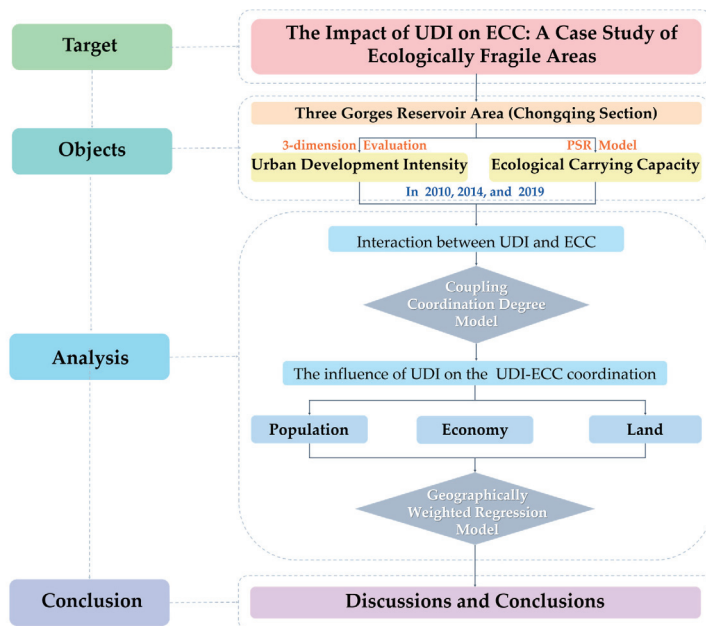 Target
The Impact of UDI on ECC: A Case Study of
Ecologically Fragile Areas
Objects
Three Gorges Reservoir Area (Chongqing Section)
3-dimension Evaluation
PSR Model
Urban Development Intensity
Ecological Carrying Capacity
In 2010, 2014, and 2019
Analysis
Interaction between UDI and ECC
Coupling
Coordination Degree
Model
The influence of UDI on the UDI-ECC coordination
Population
Economy
Land
Geographically
Weighted Regression
Model
Conclusion
Discussions and Conclusions